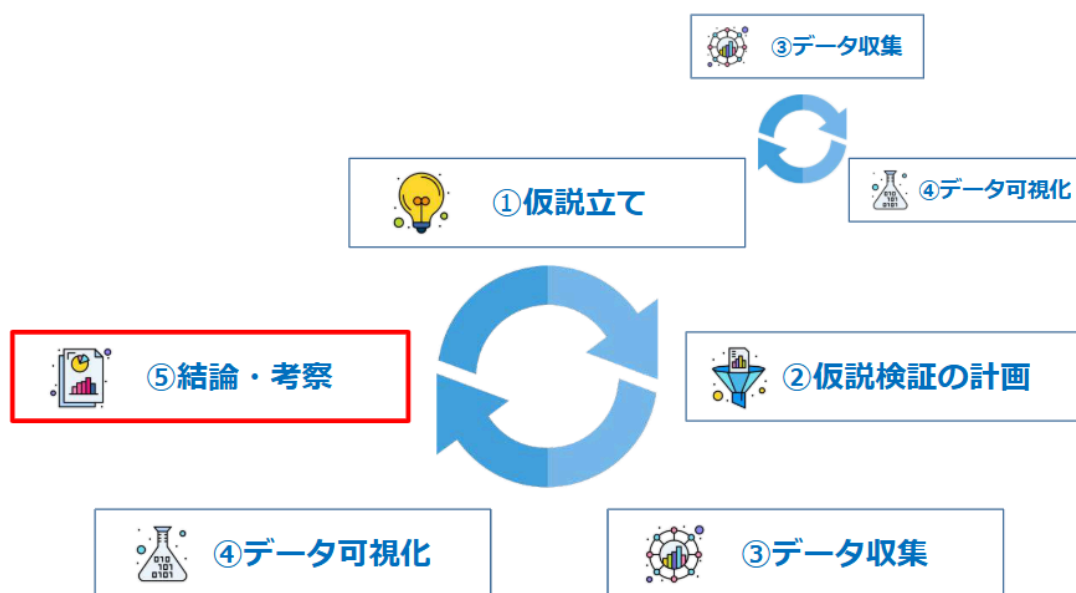 ③データ収集
④データ可視化
①仮説立て
⑤結論・考察
②仮説検証の計画
④データ可視化
③データ収集